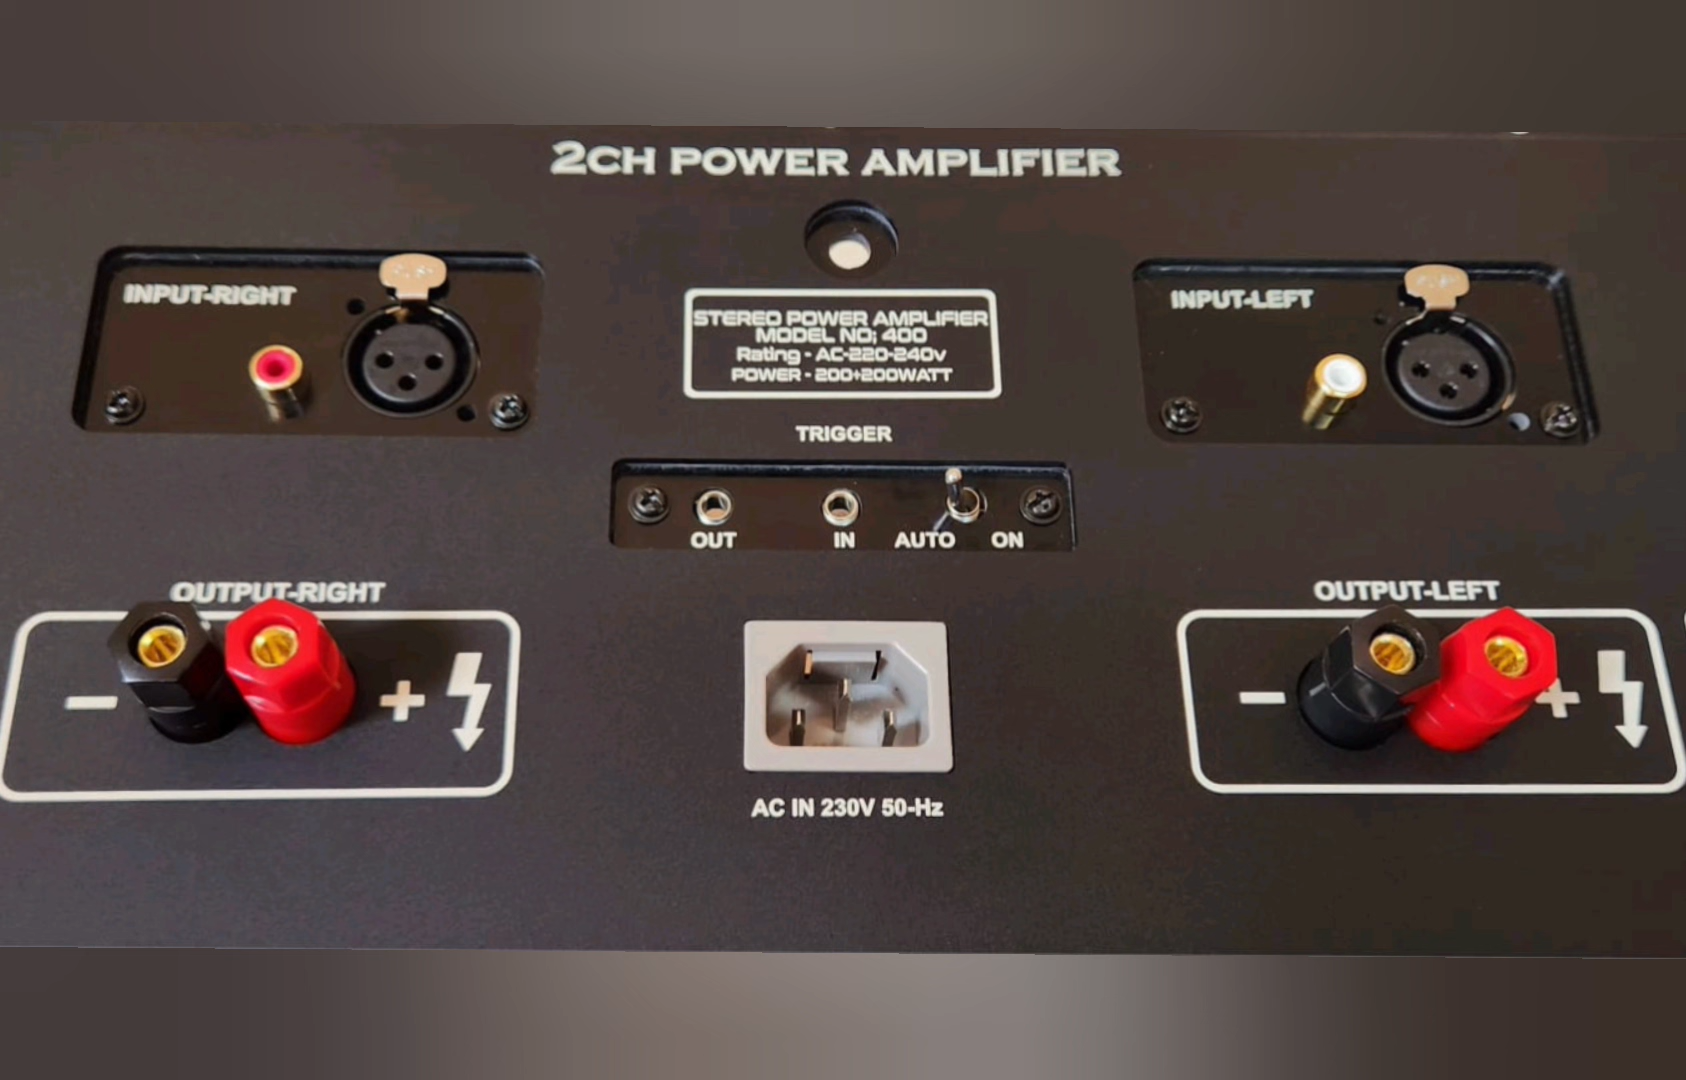 2CH POWER AMPLIFIER
INPUT-RIGHT
INPUT-LEFT
STEREO POWER AMPLIFIER
MODEL NO; 400
Rating - AC-220-240v
POWER - 200+200WATT
TRIGGER
OUT IN AUTO ON
OUTPUT-RIGHT
OUTPUT-LEFT
− +
− +
AC IN 230V 50-Hz